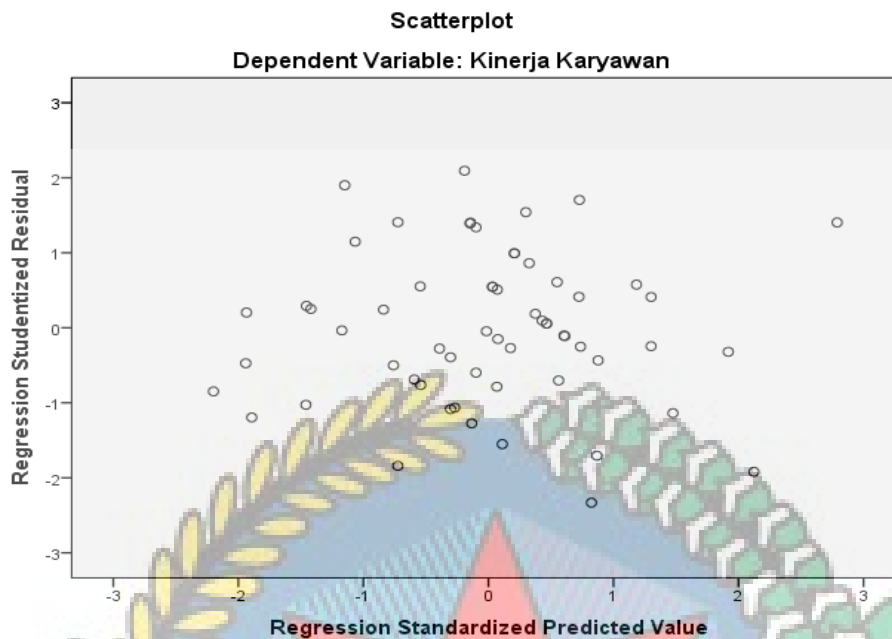 Scatterplot
Dependent Variable: Kinerja Karyawan
Regression Studentized Residual
3
2
1
0
-1
-2
-3
-3 -2 -1 0 1 2 3
Regression Standardized Predicted Value